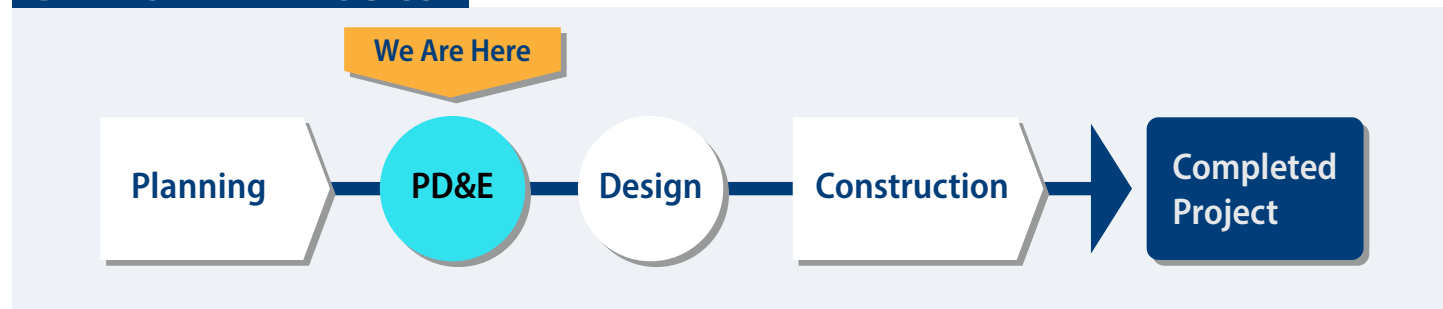 We Are Here
Planning
PD&E
Design
Construction
Completed
Project